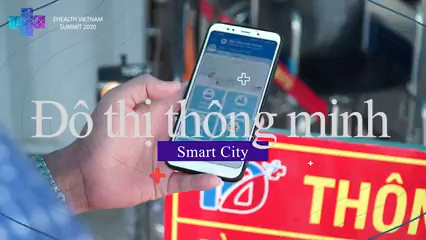 EHEALTH VIETNAM
SUMMIT 2020
Đô thị thông minh
Smart City
THÔN